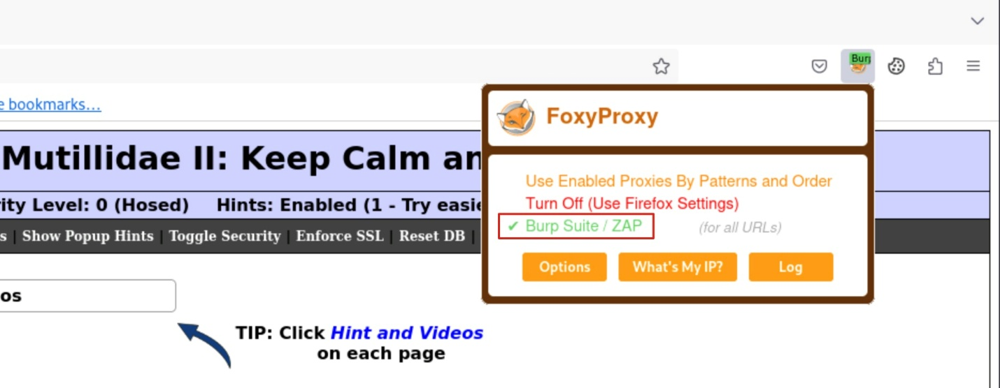 Burp
e bookmarks...
FoxyProxy
Mutillidae II: Keep Calm an
Use Enabled Proxies By Patterns and Order
rity Level: 0 (Hosed) Hints: Enabled (1 - Try easie
Turn Off (Use Firefox Settings)
✔ Burp Suite / ZAP (for all URLs)
s | Show Popup Hints | Toggle Security | Enforce SSL | Reset DB |
Options What's My IP? Log
os
TIP: Click Hint and Videos
on each page